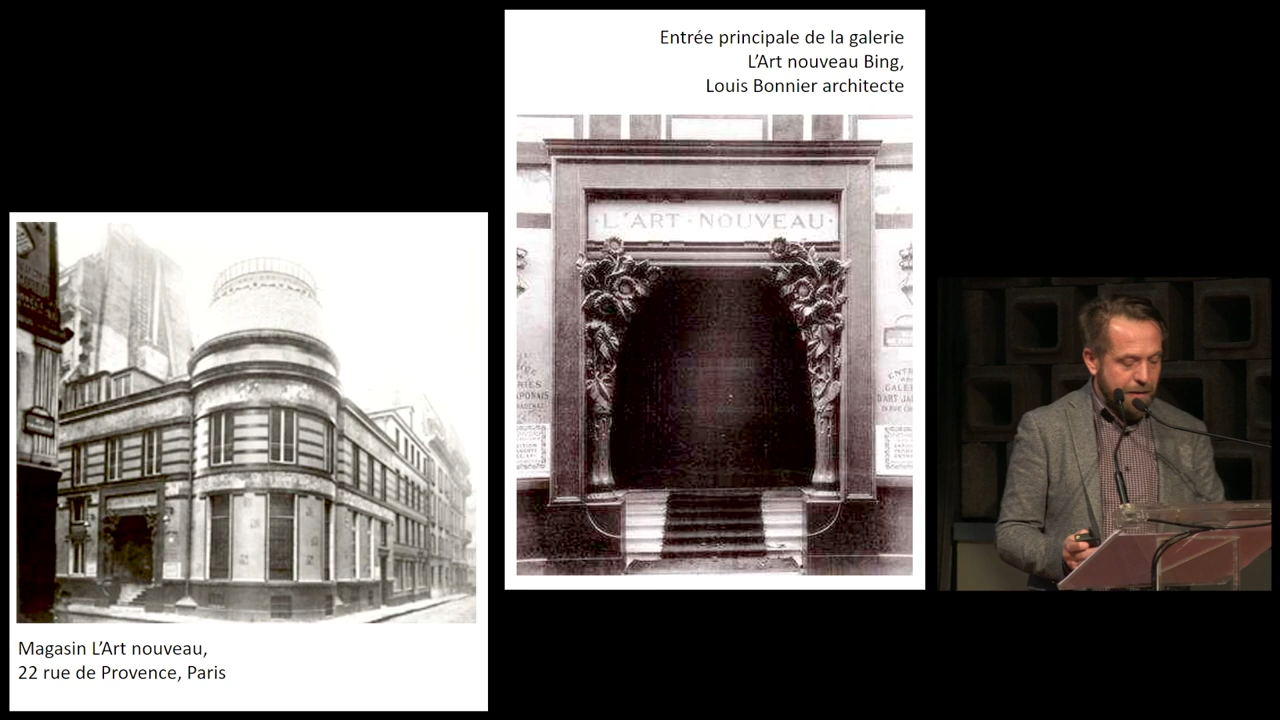 Entrée principale de la galerie
L'Art nouveau Bing,
Louis Bonnier architecte
· L'ART · NOUVEAU ·
Magasin L'Art nouveau,
22 rue de Provence, Paris